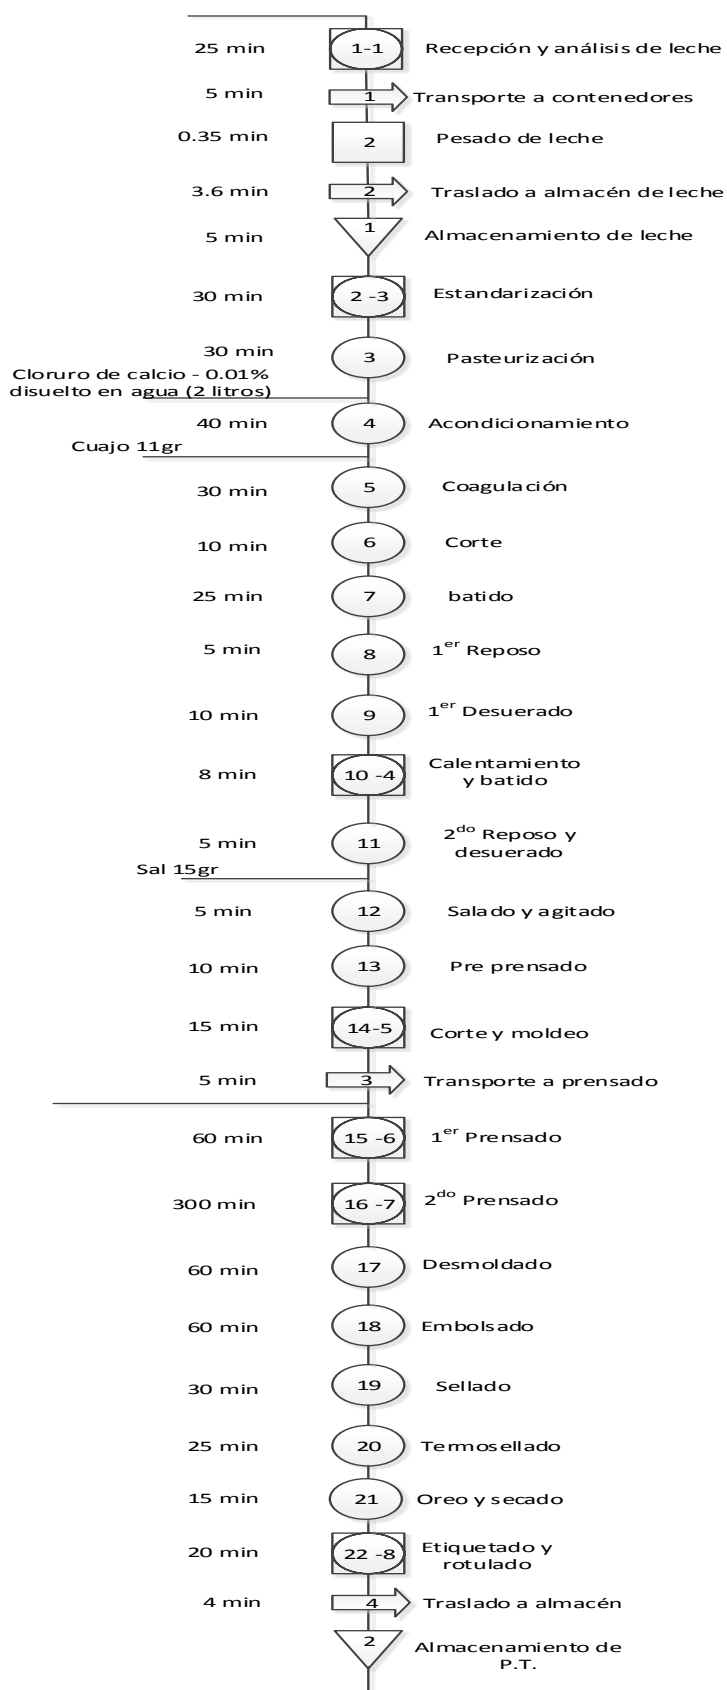 25 min 1-1 Recepción y análisis de leche
5 min 1 Transporte a contenedores
0.35 min 2 Pesado de leche
3.6 min 2 Traslado a almacén de leche
5 min 1 Almacenamiento de leche
30 min 2 -3 Estandarización
30 min 3 Pasteurización
Cloruro de calcio - 0.01%
disuelto en agua (2 litros)
40 min 4 Acondicionamiento
Cuajo 11gr
30 min 5 Coagulación
10 min 6 Corte
25 min 7 batido
5 min 8 1er Reposo
10 min 9 1er Desuerado
8 min 10 -4 Calentamiento
y batido
5 min 11 2do Reposo y
desuerado
Sal 15gr
5 min 12 Salado y agitado
10 min 13 Pre prensado
15 min 14-5 Corte y moldeo
5 min 3 Transporte a prensado
60 min 15 -6 1er Prensado
300 min 16 -7 2do Prensado
60 min 17 Desmoldado
60 min 18 Embolsado
30 min 19 Sellado
25 min 20 Termosellado
15 min 21 Oreo y secado
20 min 22 -8 Etiquetado y
rotulado
4 min 4 Traslado a almacén
2 Almacenamiento de
P.T.